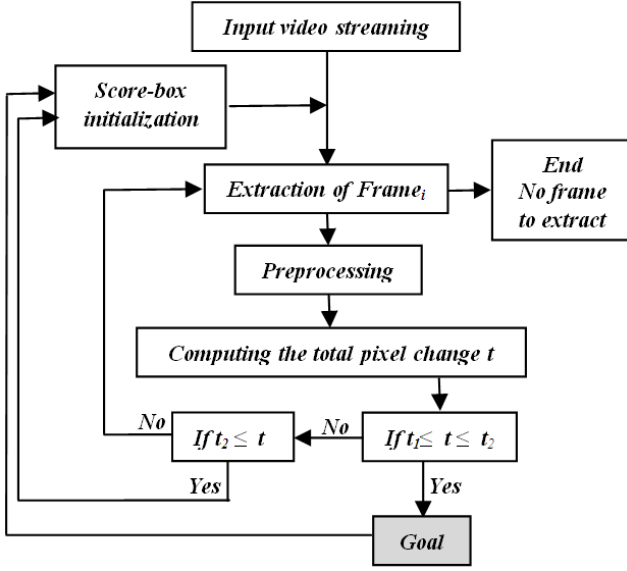 Input video streaming
Score-box
initialization
Extraction of Frameᵢ
End
No frame
to extract
Preprocessing
Computing the total pixel change t
No
If t₂ ≤ t
No
If t₁ ≤ t ≤ t₂
Yes
Yes
Goal